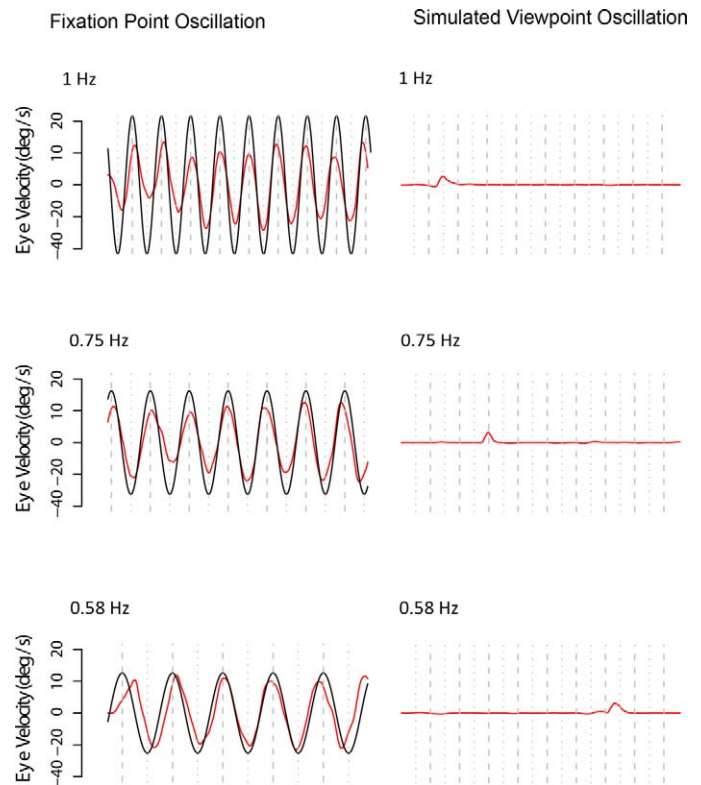 Fixation Point Oscillation
Simulated Viewpoint Oscillation
1 Hz
1 Hz
Eye Velocity (deg/s)
20
10
0
−20
−40
0.75 Hz
0.75 Hz
Eye Velocity (deg/s)
20
10
0
−20
−40
0.58 Hz
0.58 Hz
Eye Velocity (deg/s)
20
10
0
−20
−40